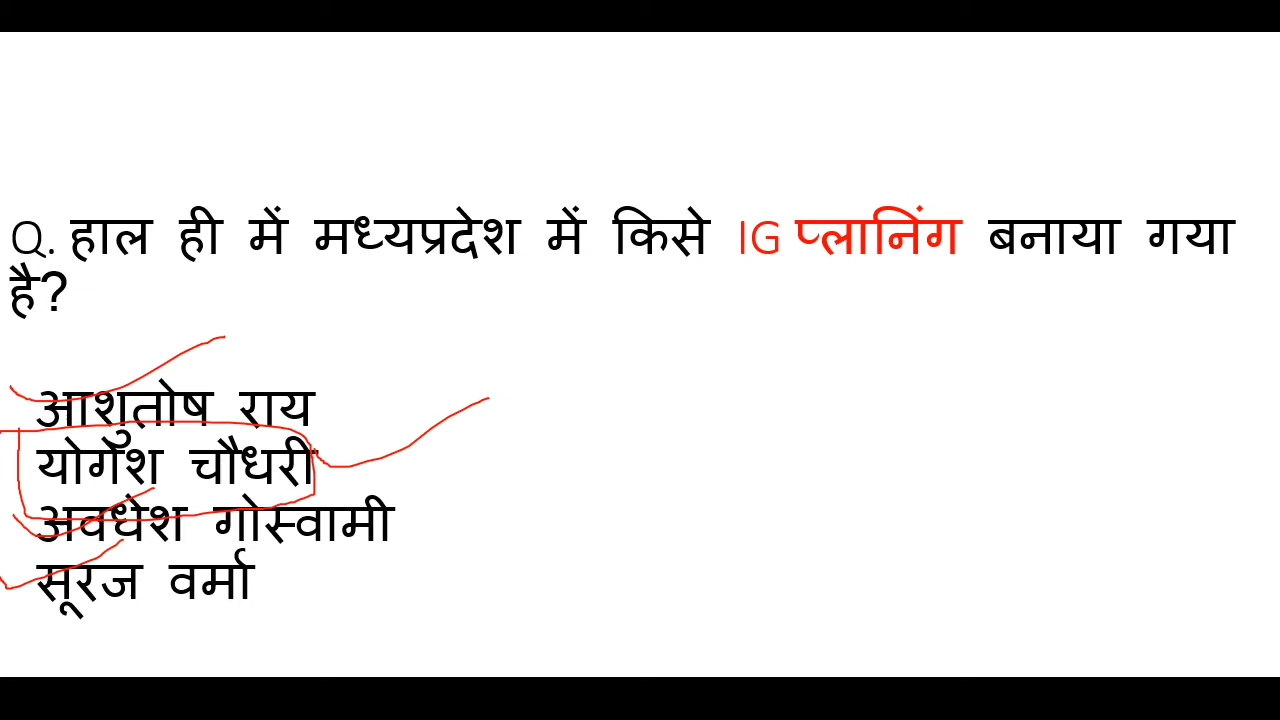 Q. हाल ही में मध्यप्रदेश में किसे IG प्लानिंग बनाया गया
है?
आशुतोष राय
योगेश चौधरी
अवधेश गोस्वामी
सूरज वर्मा